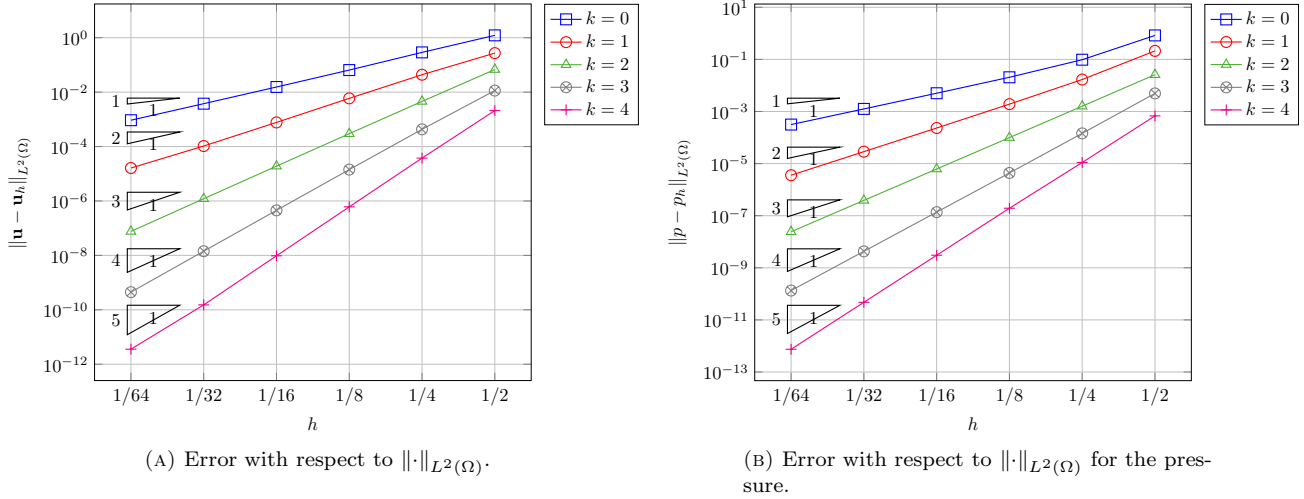 10^0
10^−2
10^−4
10^−6
10^−8
10^−10
10^−12
‖u − u_h‖_{L²(Ω)}
1 1
2 1
3 1
4 1
5 1
1/64 1/32 1/16 1/8 1/4 1/2
h
k = 0
k = 1
k = 2
k = 3
k = 4
(A) Error with respect to ‖·‖_{L²(Ω)}.
10^1
10^−1
10^−3
10^−5
10^−7
10^−9
10^−11
10^−13
‖p − p_h‖_{L²(Ω)}
1 1
2 1
3 1
4 1
5 1
1/64 1/32 1/16 1/8 1/4 1/2
h
k = 0
k = 1
k = 2
k = 3
k = 4
(B) Error with respect to ‖·‖_{L²(Ω)} for the pres-
sure.